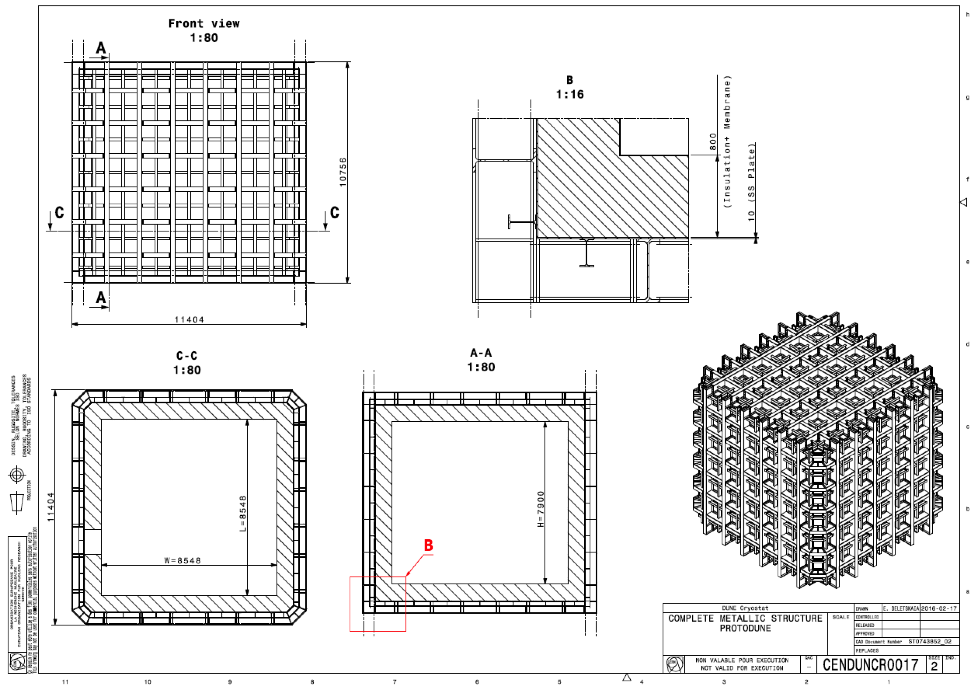 Front view
1:80
A
C
C
A
10756
11404
B
1:16
800
(Insulation+ Membrane)
10 (SS Plate)
C-C
1:80
11404
L=8548
W=8548
A-A
1:80
H=7900
B
DUNE Cryostat
COMPLETE METALLIC STRUCTURE
PROTODUNE
SCALE
DRAWN
2016-02-17
CONTROLLED
RELEASED
APPROVED
CAD Document Number ST0743852_02
REPLACES
NON VALABLE POUR EXECUTION
NOT VALID FOR EXECUTION
CENDUNCR0017
SIZE
IND.
2
11
10
9
8
7
6
5
4
3
2
1